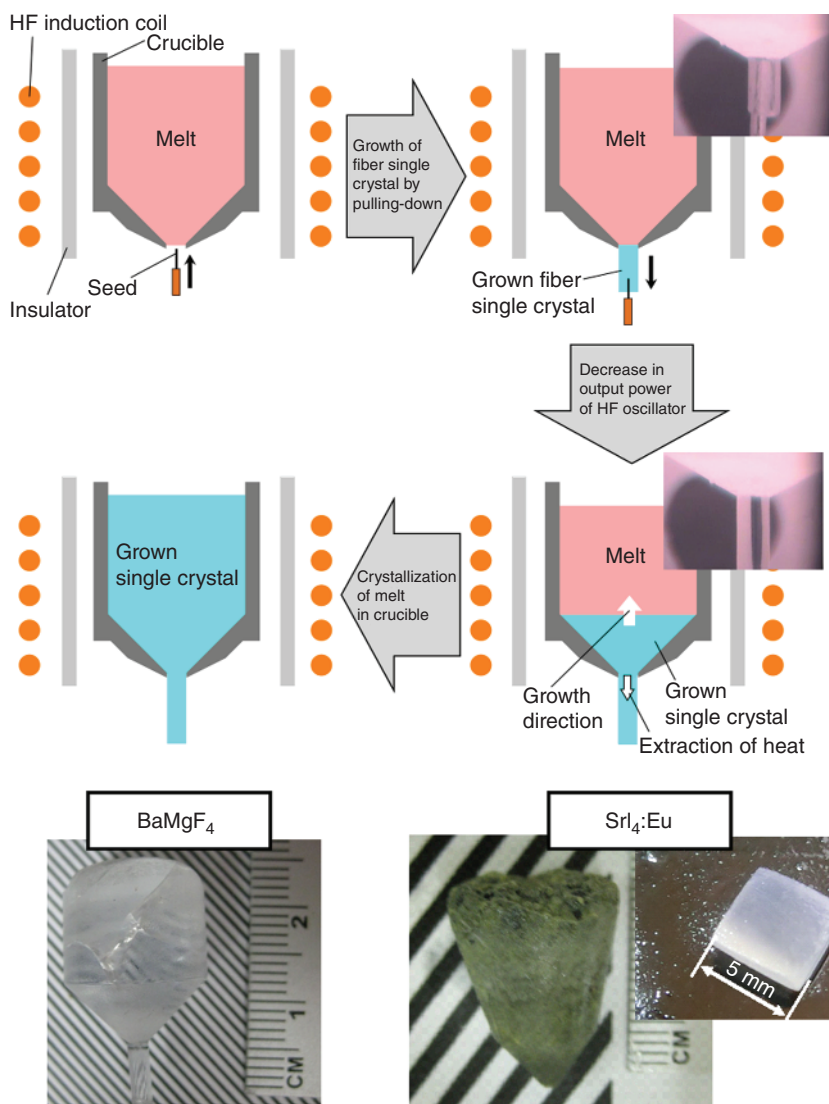 HF induction coil
Crucible
Melt
Seed
Insulator
Growth of
fiber single
crystal by
pulling-down
Melt
Grown fiber
single crystal
Decrease in
output power
of HF oscillator
Melt
Growth
direction
Grown
single crystal
Extraction of heat
Crystallization
of melt
in crucible
Grown
single crystal
BaMgF₄
2
1
CM
SrI₄:Eu
5 mm
1
CM